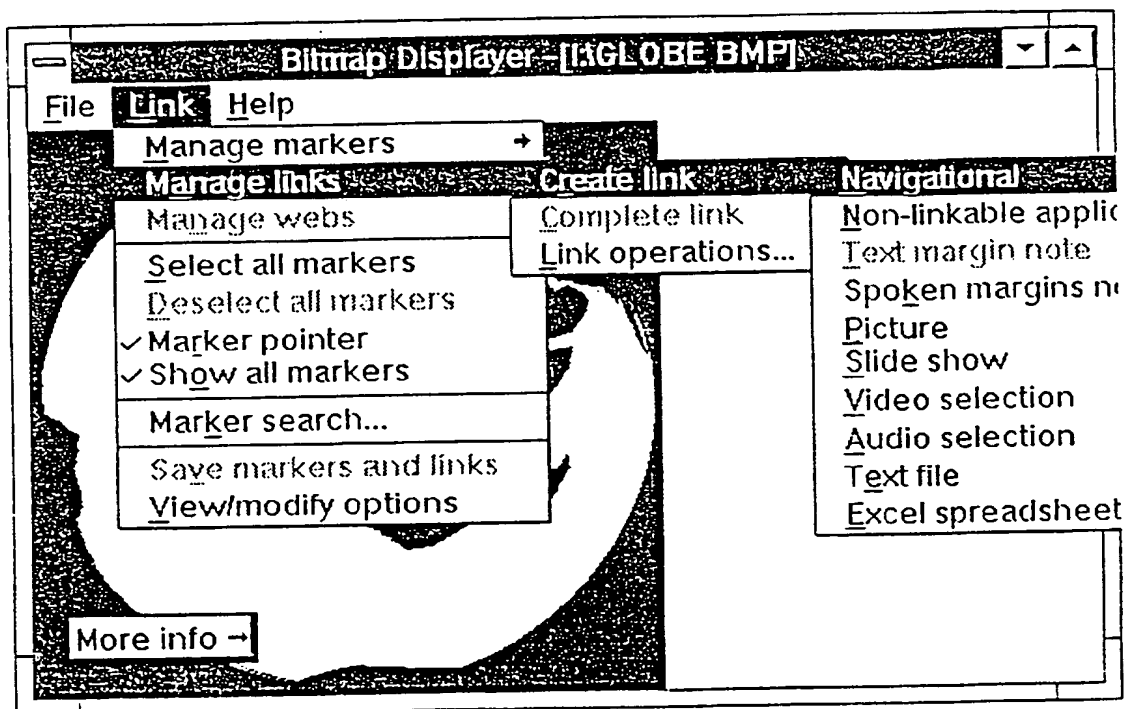 Bitmap Displayer-[I:\GLOBE BMP]
File Link Help
Manage markers
Manage links
Manage webs
Select all markers
Deselect all markers
Marker pointer
Show all markers
Marker search...
Save markers and links
View/modify options
Create link
Complete link
Link operations...
Navigational
Non-linkable applic
Text margin note
Spoken margins n
Picture
Slide show
Video selection
Audio selection
Text file
Excel spreadsheet
More info →